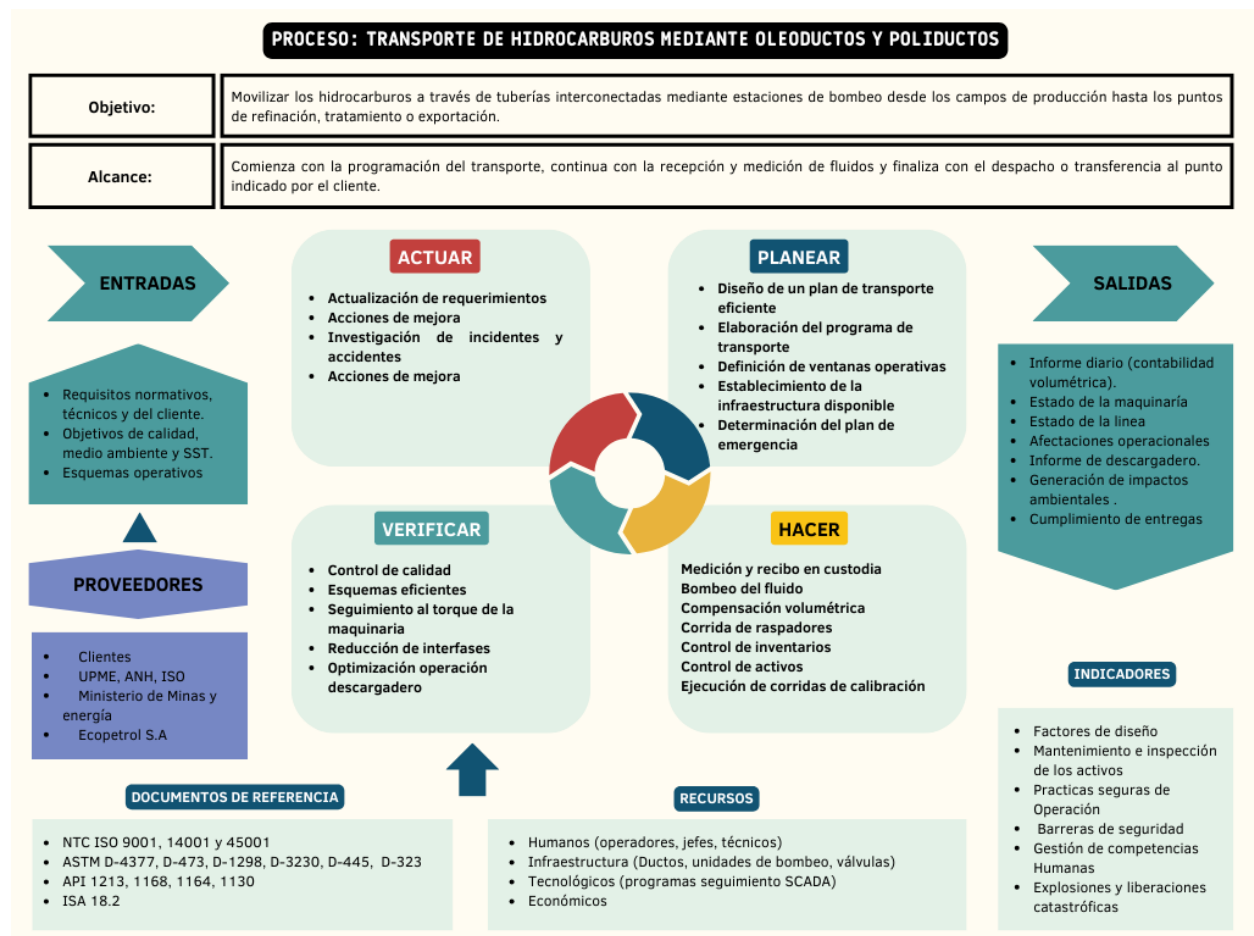 PROCESO: TRANSPORTE DE HIDROCARBUROS MEDIANTE OLEODUCTOS Y POLIDUCTOS
Objetivo:
Movilizar los hidrocarburos a través de tuberías interconectadas mediante estaciones de bombeo desde los campos de producción hasta los puntos
de refinación, tratamiento o exportación.
Alcance:
Comienza con la programación del transporte, continua con la recepción y medición de fluidos y finaliza con el despacho o transferencia al punto
indicado por el cliente.
ENTRADAS
• Requisitos normativos,
técnicos y del cliente.
• Objetivos de calidad,
medio ambiente y SST.
• Esquemas operativos
PROVEEDORES
• Clientes
• UPME, ANH, ISO
• Ministerio de Minas y
energía
• Ecopetrol S.A
ACTUAR
• Actualización de requerimientos
• Acciones de mejora
• Investigación de incidentes y
accidentes
• Acciones de mejora
PLANEAR
• Diseño de un plan de transporte
eficiente
• Elaboración del programa de
transporte
• Definición de ventanas operativas
• Establecimiento de la
infraestructura disponible
• Determinación del plan de
emergencia
VERIFICAR
• Control de calidad
• Esquemas eficientes
• Seguimiento al torque de la
maquinaria
• Reducción de interfases
• Optimización operación
descargadero
HACER
Medición y recibo en custodia
Bombeo del fluido
Compensación volumétrica
Corrida de raspadores
Control de inventarios
Control de activos
Ejecución de corridas de calibración
SALIDAS
• Informe diario (contabilidad
volumétrica).
• Estado de la maquinaría
• Estado de la linea
• Afectaciones operacionales
• Informe de descargadero.
• Generación de impactos
ambientales .
• Cumplimiento de entregas
INDICADORES
• Factores de diseño
• Mantenimiento e inspección
de los activos
• Practicas seguras de
Operación
• Barreras de seguridad
• Gestión de competencias
Humanas
• Explosiones y liberaciones
catastróficas
DOCUMENTOS DE REFERENCIA
• NTC ISO 9001, 14001 y 45001
• ASTM D-4377, D-473, D-1298, D-3230, D-445, D-323
• API 1213, 1168, 1164, 1130
• ISA 18.2
RECURSOS
• Humanos (operadores, jefes, técnicos)
• Infraestructura (Ductos, unidades de bombeo, válvulas)
• Tecnológicos (programas seguimiento SCADA)
• Económicos